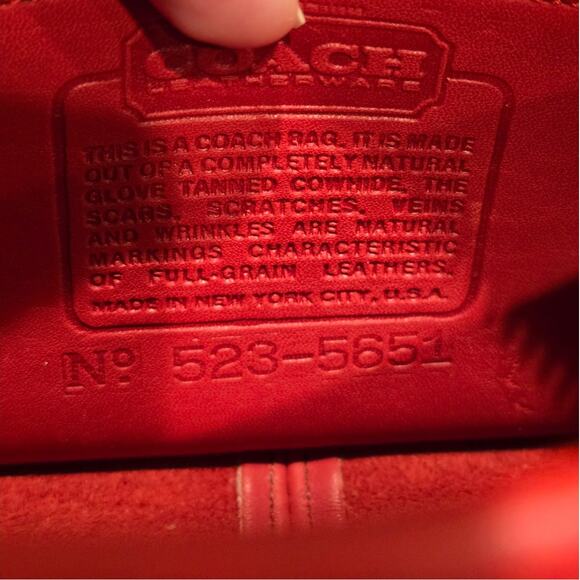 COACH
LEATHERWARE
THIS IS A COACH BAG. IT IS MADE
OUT OF A COMPLETELY NATURAL
GLOVE TANNED COWHIDE, THE
SCARS, SCRATCHES, VEINS
AND WRINKLES ARE NATURAL
MARKINGS CHARACTERISTIC
OF FULL-GRAIN LEATHERS.
MADE IN NEW YORK CITY, U.S.A.
Nº 523-5651